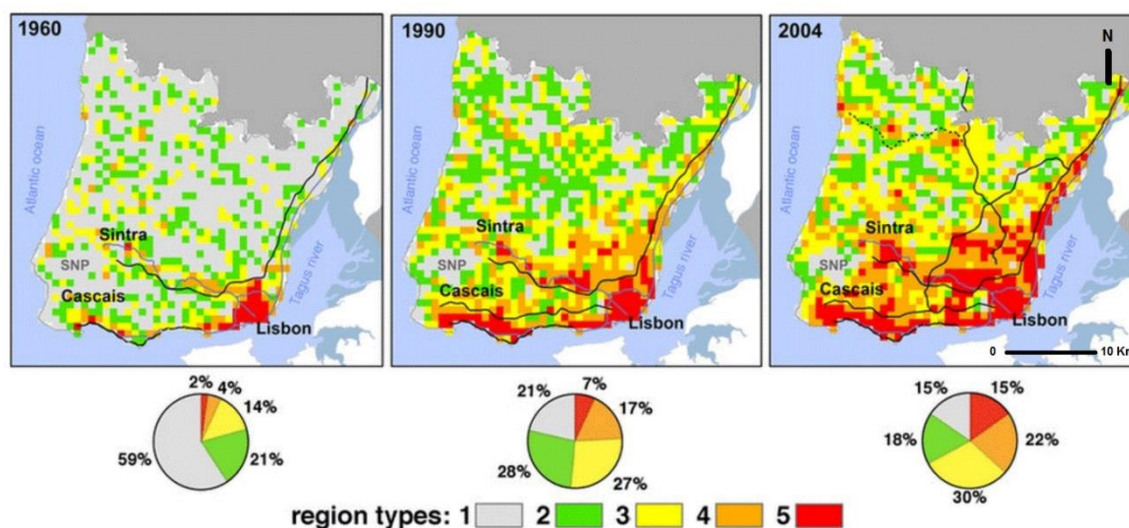 1960
Atlantic ocean
Sintra
SNP
Cascais
Tagus river
Lisbon
1990
Atlantic ocean
Sintra
SNP
Cascais
Tagus river
Lisbon
2004
N
Atlantic ocean
Sintra
SNP
Cascais
Tagus river
Lisbon
0 10 Km
2%
4%
14%
21%
59%
7%
17%
27%
28%
21%
15%
22%
30%
18%
15%
region types: 1 2 3 4 5